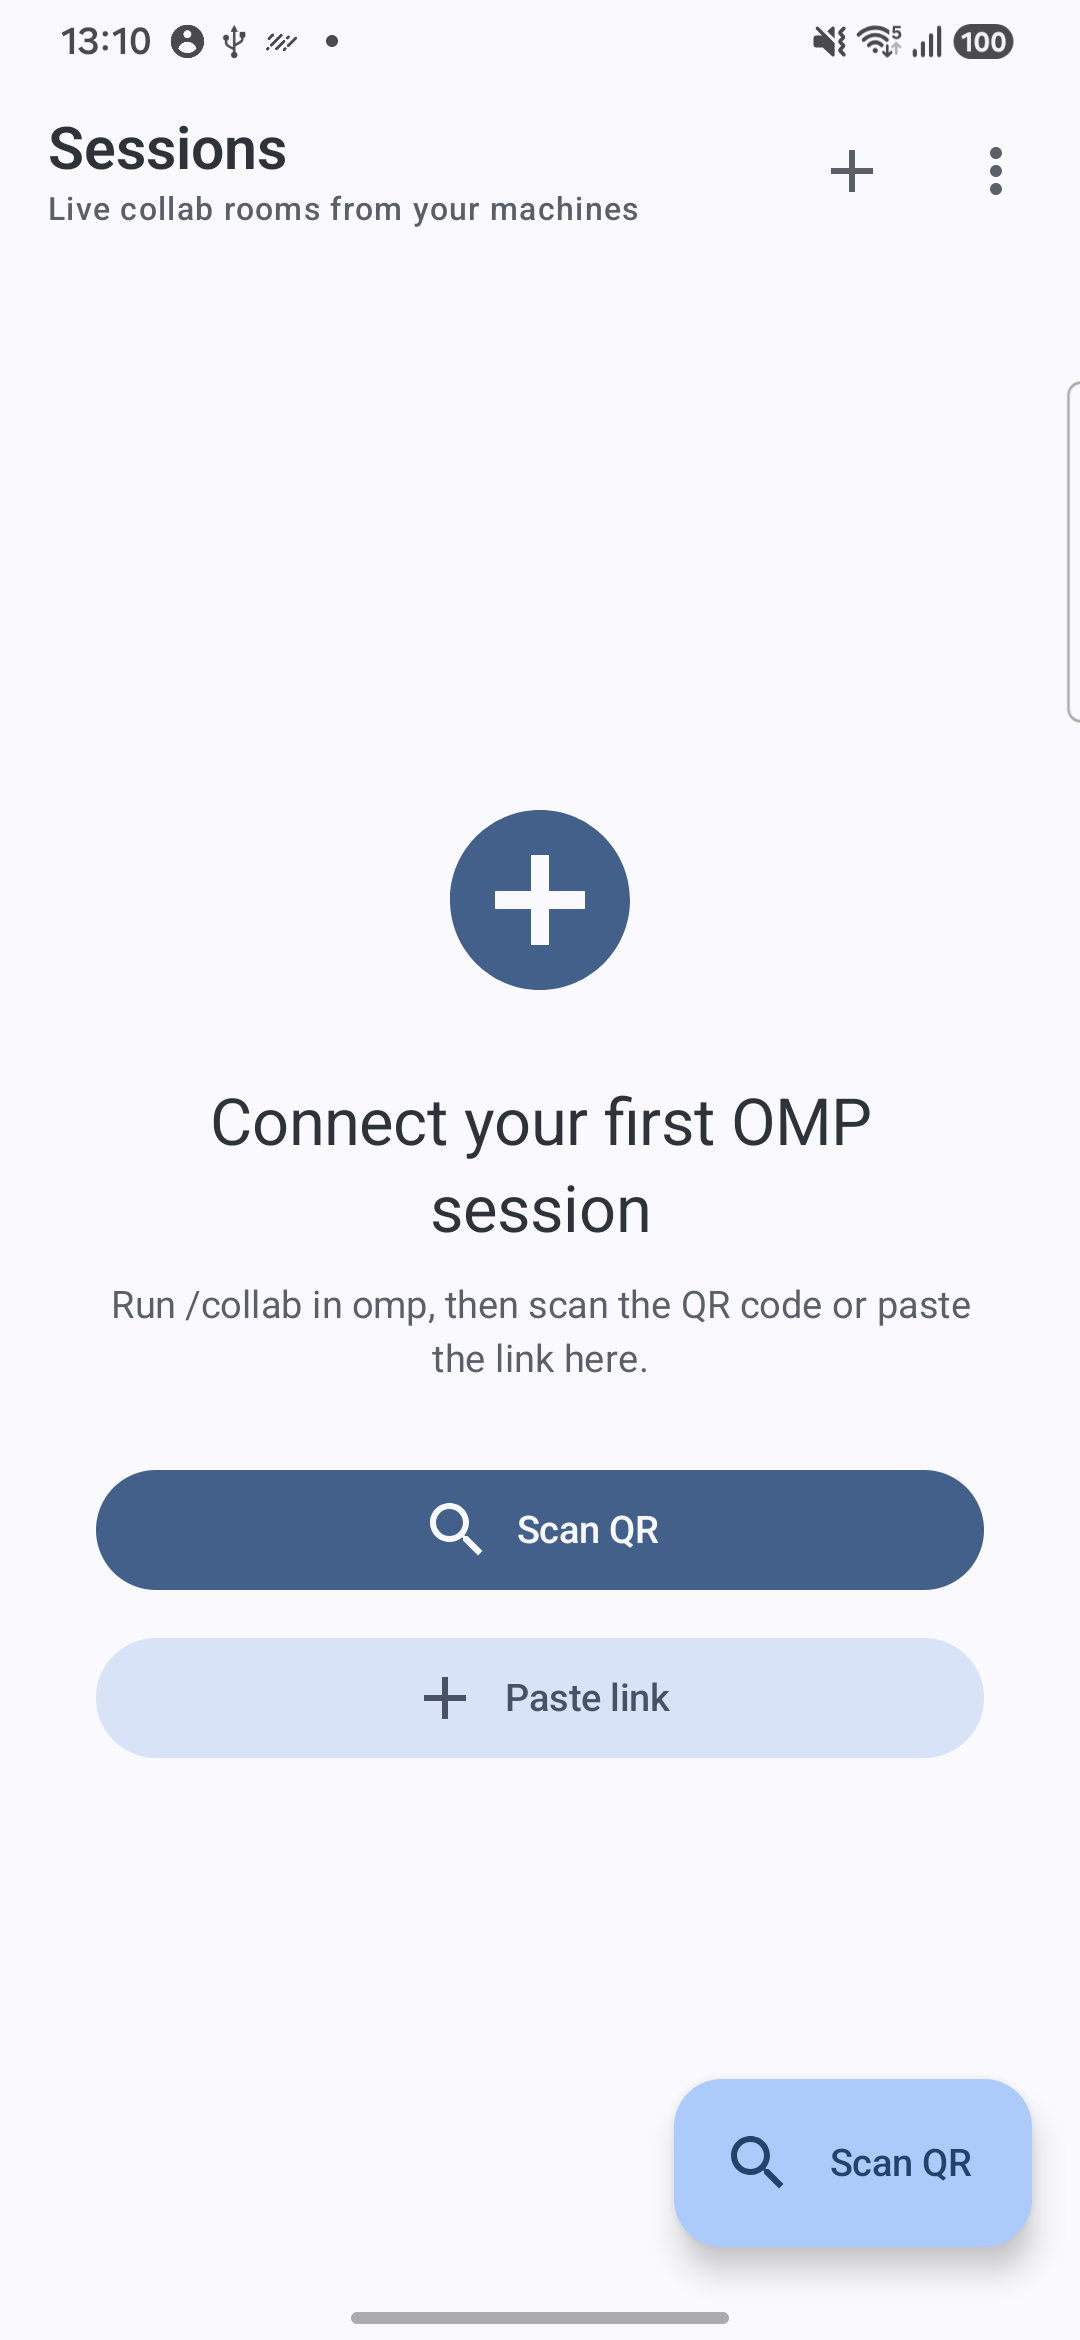 13:10
5
100
Sessions
Live collab rooms from your machines
Connect your first OMP
session
Run /collab in omp, then scan the QR code or paste
the link here.
Scan QR
Paste link
Scan QR